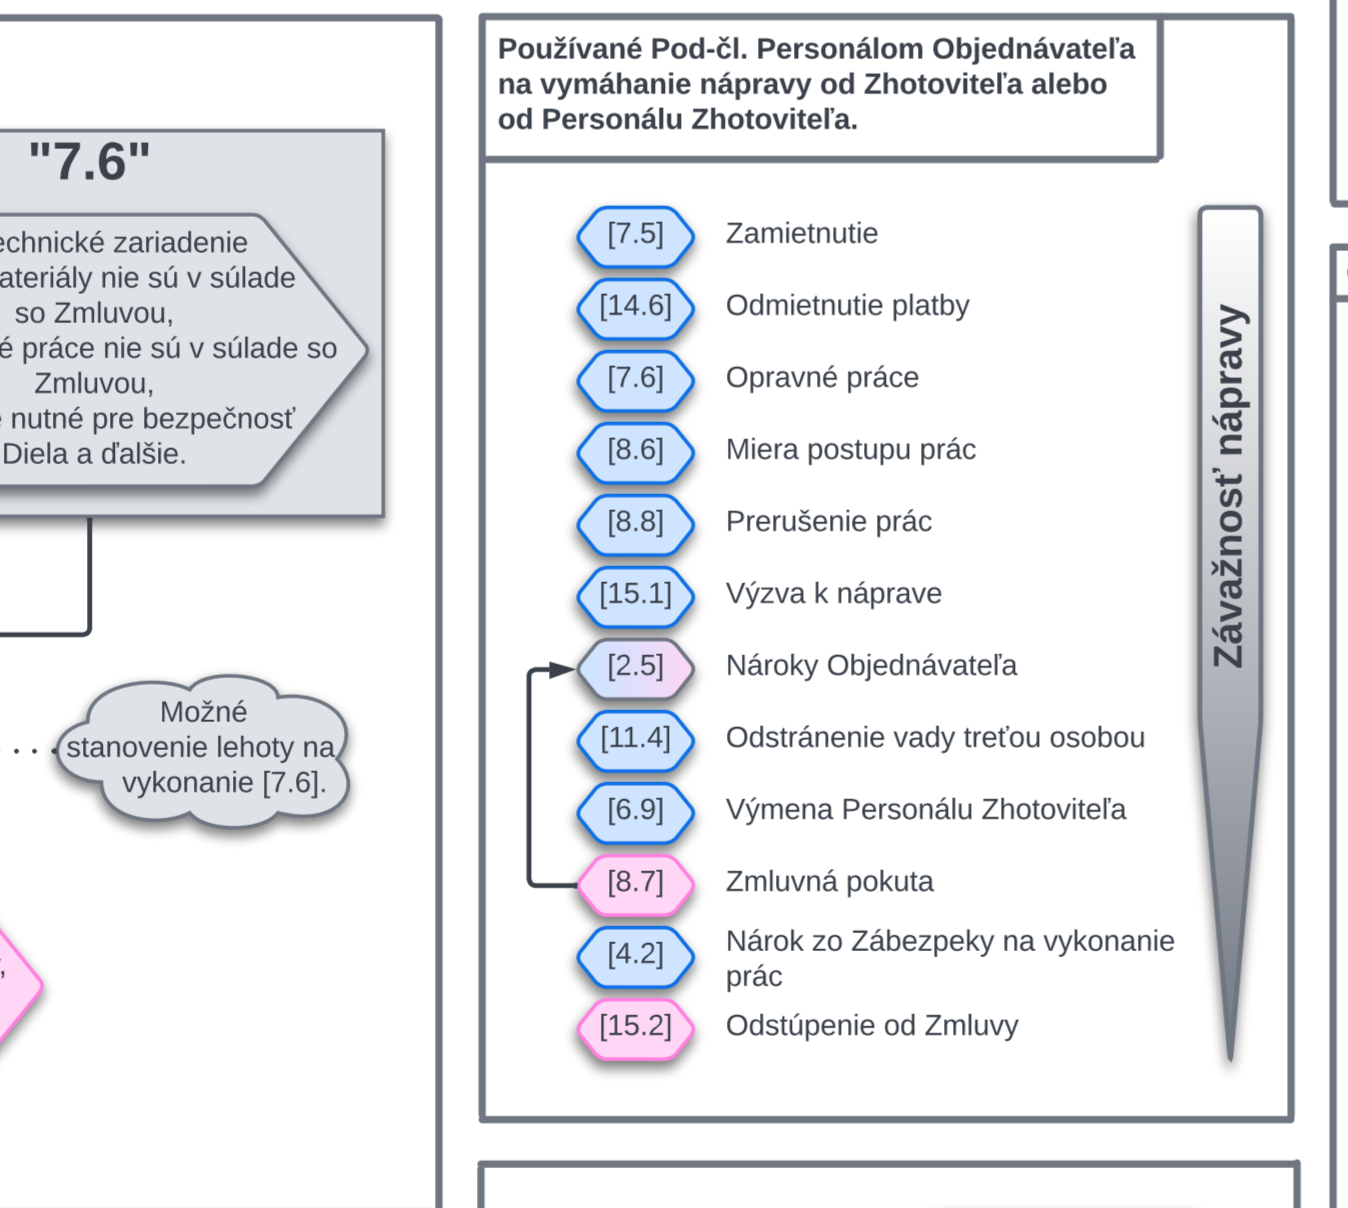 "7.6"
echnické zariadenie
ateriály nie sú v súlade
so Zmluvou,
é práce nie sú v súlade so
Zmluvou,
e nutné pre bezpečnosť
Diela a ďalšie.
Možné
stanovenie lehoty na
vykonanie [7.6].
Používané Pod-čl. Personálom Objednávateľa
na vymáhanie nápravy od Zhotoviteľa alebo
od Personálu Zhotoviteľa.
[7.5] Zamietnutie
[14.6] Odmietnutie platby
[7.6] Opravné práce
[8.6] Miera postupu prác
[8.8] Prerušenie prác
[15.1] Výzva k náprave
[2.5] Nároky Objednávateľa
[11.4] Odstránenie vady treťou osobou
[6.9] Výmena Personálu Zhotoviteľa
[8.7] Zmluvná pokuta
[4.2] Nárok zo Zábezpeky na vykonanie
prác
[15.2] Odstúpenie od Zmluvy
Závažnosť nápravy